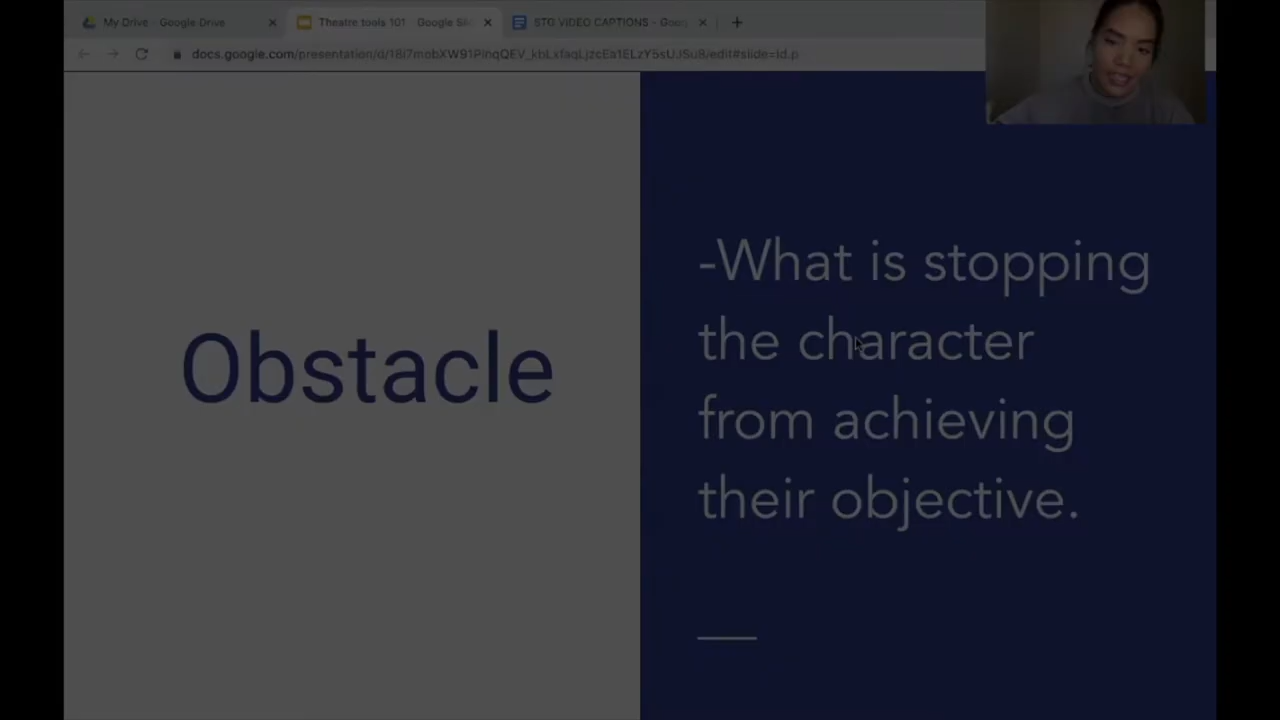 My Drive - Google Drive
Theatre tools 101 - Google Sli
STG VIDEO CAPTIONS - Goog
Obstacle
-What is stopping
the character
from achieving
their objective.